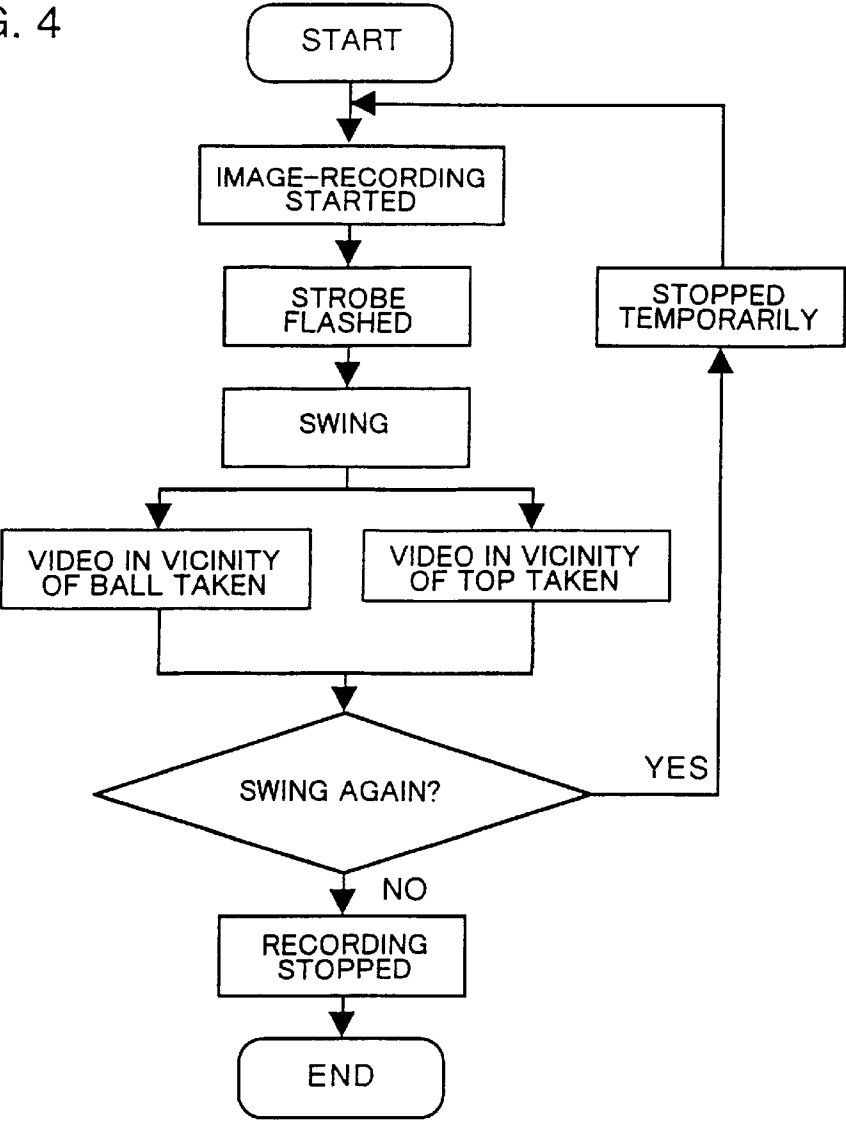 G. 4
START
IMAGE-RECORDING
STARTED
STROBE
FLASHED
STOPPED
TEMPORARILY
SWING
VIDEO IN VICINITY
OF BALL TAKEN
VIDEO IN VICINITY
OF TOP TAKEN
SWING AGAIN?
YES
NO
RECORDING
STOPPED
END